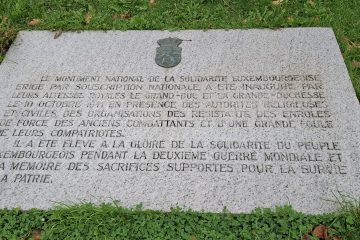 LE MONUMENT NATIONAL DE LA SOLIDARITE LUXEMBOURGEOISE
ERIGE PAR SOUSCRIPTION NATIONALE A ETE INAUGURE PAR
LEURS ALTESSES ROYALES LE GRAND-DUC ET LA GRANDE-DUCHESSE
LE 10 OCTOBRE 1971 EN PRESENCE DES AUTORITES RELIGIEUSES
ET CIVILES, DES ORGANISATIONS DES RESISTANTS DES ENROLES
DE FORCE DES ANCIENS COMBATTANTS ET D'UNE GRANDE FOULE
DE LEURS COMPATRIOTES.
IL A ETE ELEVE A LA GLOIRE DE LA SOLIDARITE DU PEUPLE
LUXEMBOURGEOIS PENDANT LA DEUXIEME GUERRE MONDIALE ET
A LA MEMOIRE DES SACRIFICES SUPPORTES POUR LA SURVIE
LA PATRIE.